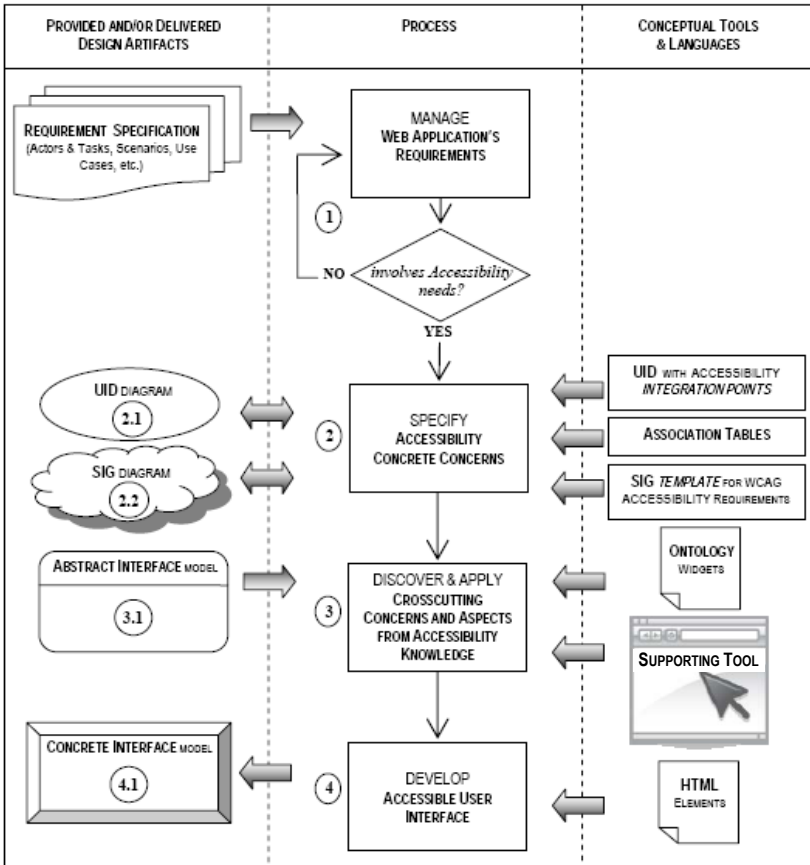 PROVIDED AND/OR DELIVERED
DESIGN ARTIFACTS
PROCESS
CONCEPTUAL TOOLS
& LANGUAGES
REQUIREMENT SPECIFICATION
(Actors & Tasks, Scenarios, Use
Cases, etc.)
MANAGE
WEB APPLICATION'S
REQUIREMENTS
1
NO
involves Accessibility
needs?
YES
UID DIAGRAM
2.1
SIG DIAGRAM
2.2
2
SPECIFY
ACCESSIBILITY
CONCRETE CONCERNS
UID WITH ACCESSIBILITY
INTEGRATION POINTS
ASSOCIATION TABLES
SIG TEMPLATE FOR WCAG
ACCESSIBILITY REQUIREMENTS
ABSTRACT INTERFACE MODEL
3.1
3
DISCOVER & APPLY
CROSSCUTTING
CONCERNS AND ASPECTS
FROM ACCESSIBILITY
KNOWLEDGE
ONTOLOGY
WIDGETS
SUPPORTING TOOL
CONCRETE INTERFACE MODEL
4.1
4
DEVELOP
ACCESSIBLE USER
INTERFACE
HTML
ELEMENTS